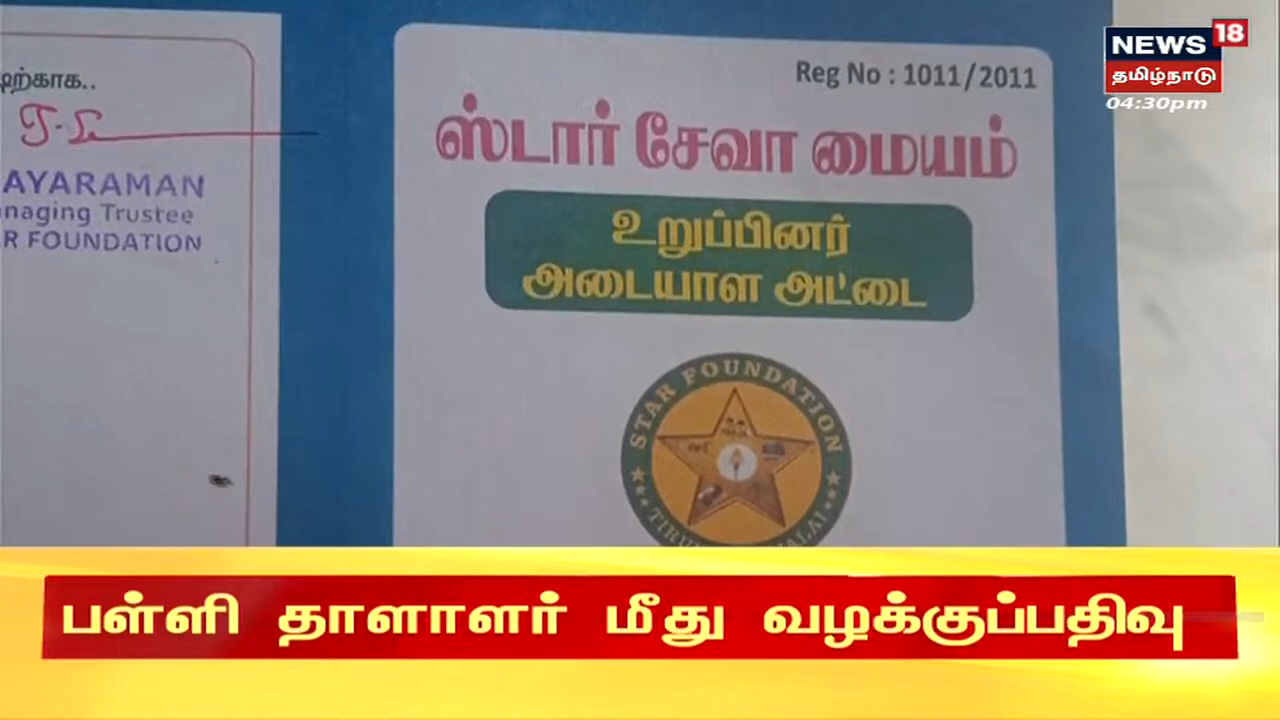 NEWS 18
தமிழ்நாடு
04:30pm
Reg No : 1011/2011
ஸ்டார் சேவா மையம்
உறுப்பினர்
அடையாள அட்டை
STAR FOUNDATION
AYARAMAN
naging Trustee
R FOUNDATION
பள்ளி தாளாளர் மீது வழக்குப்பதிவு